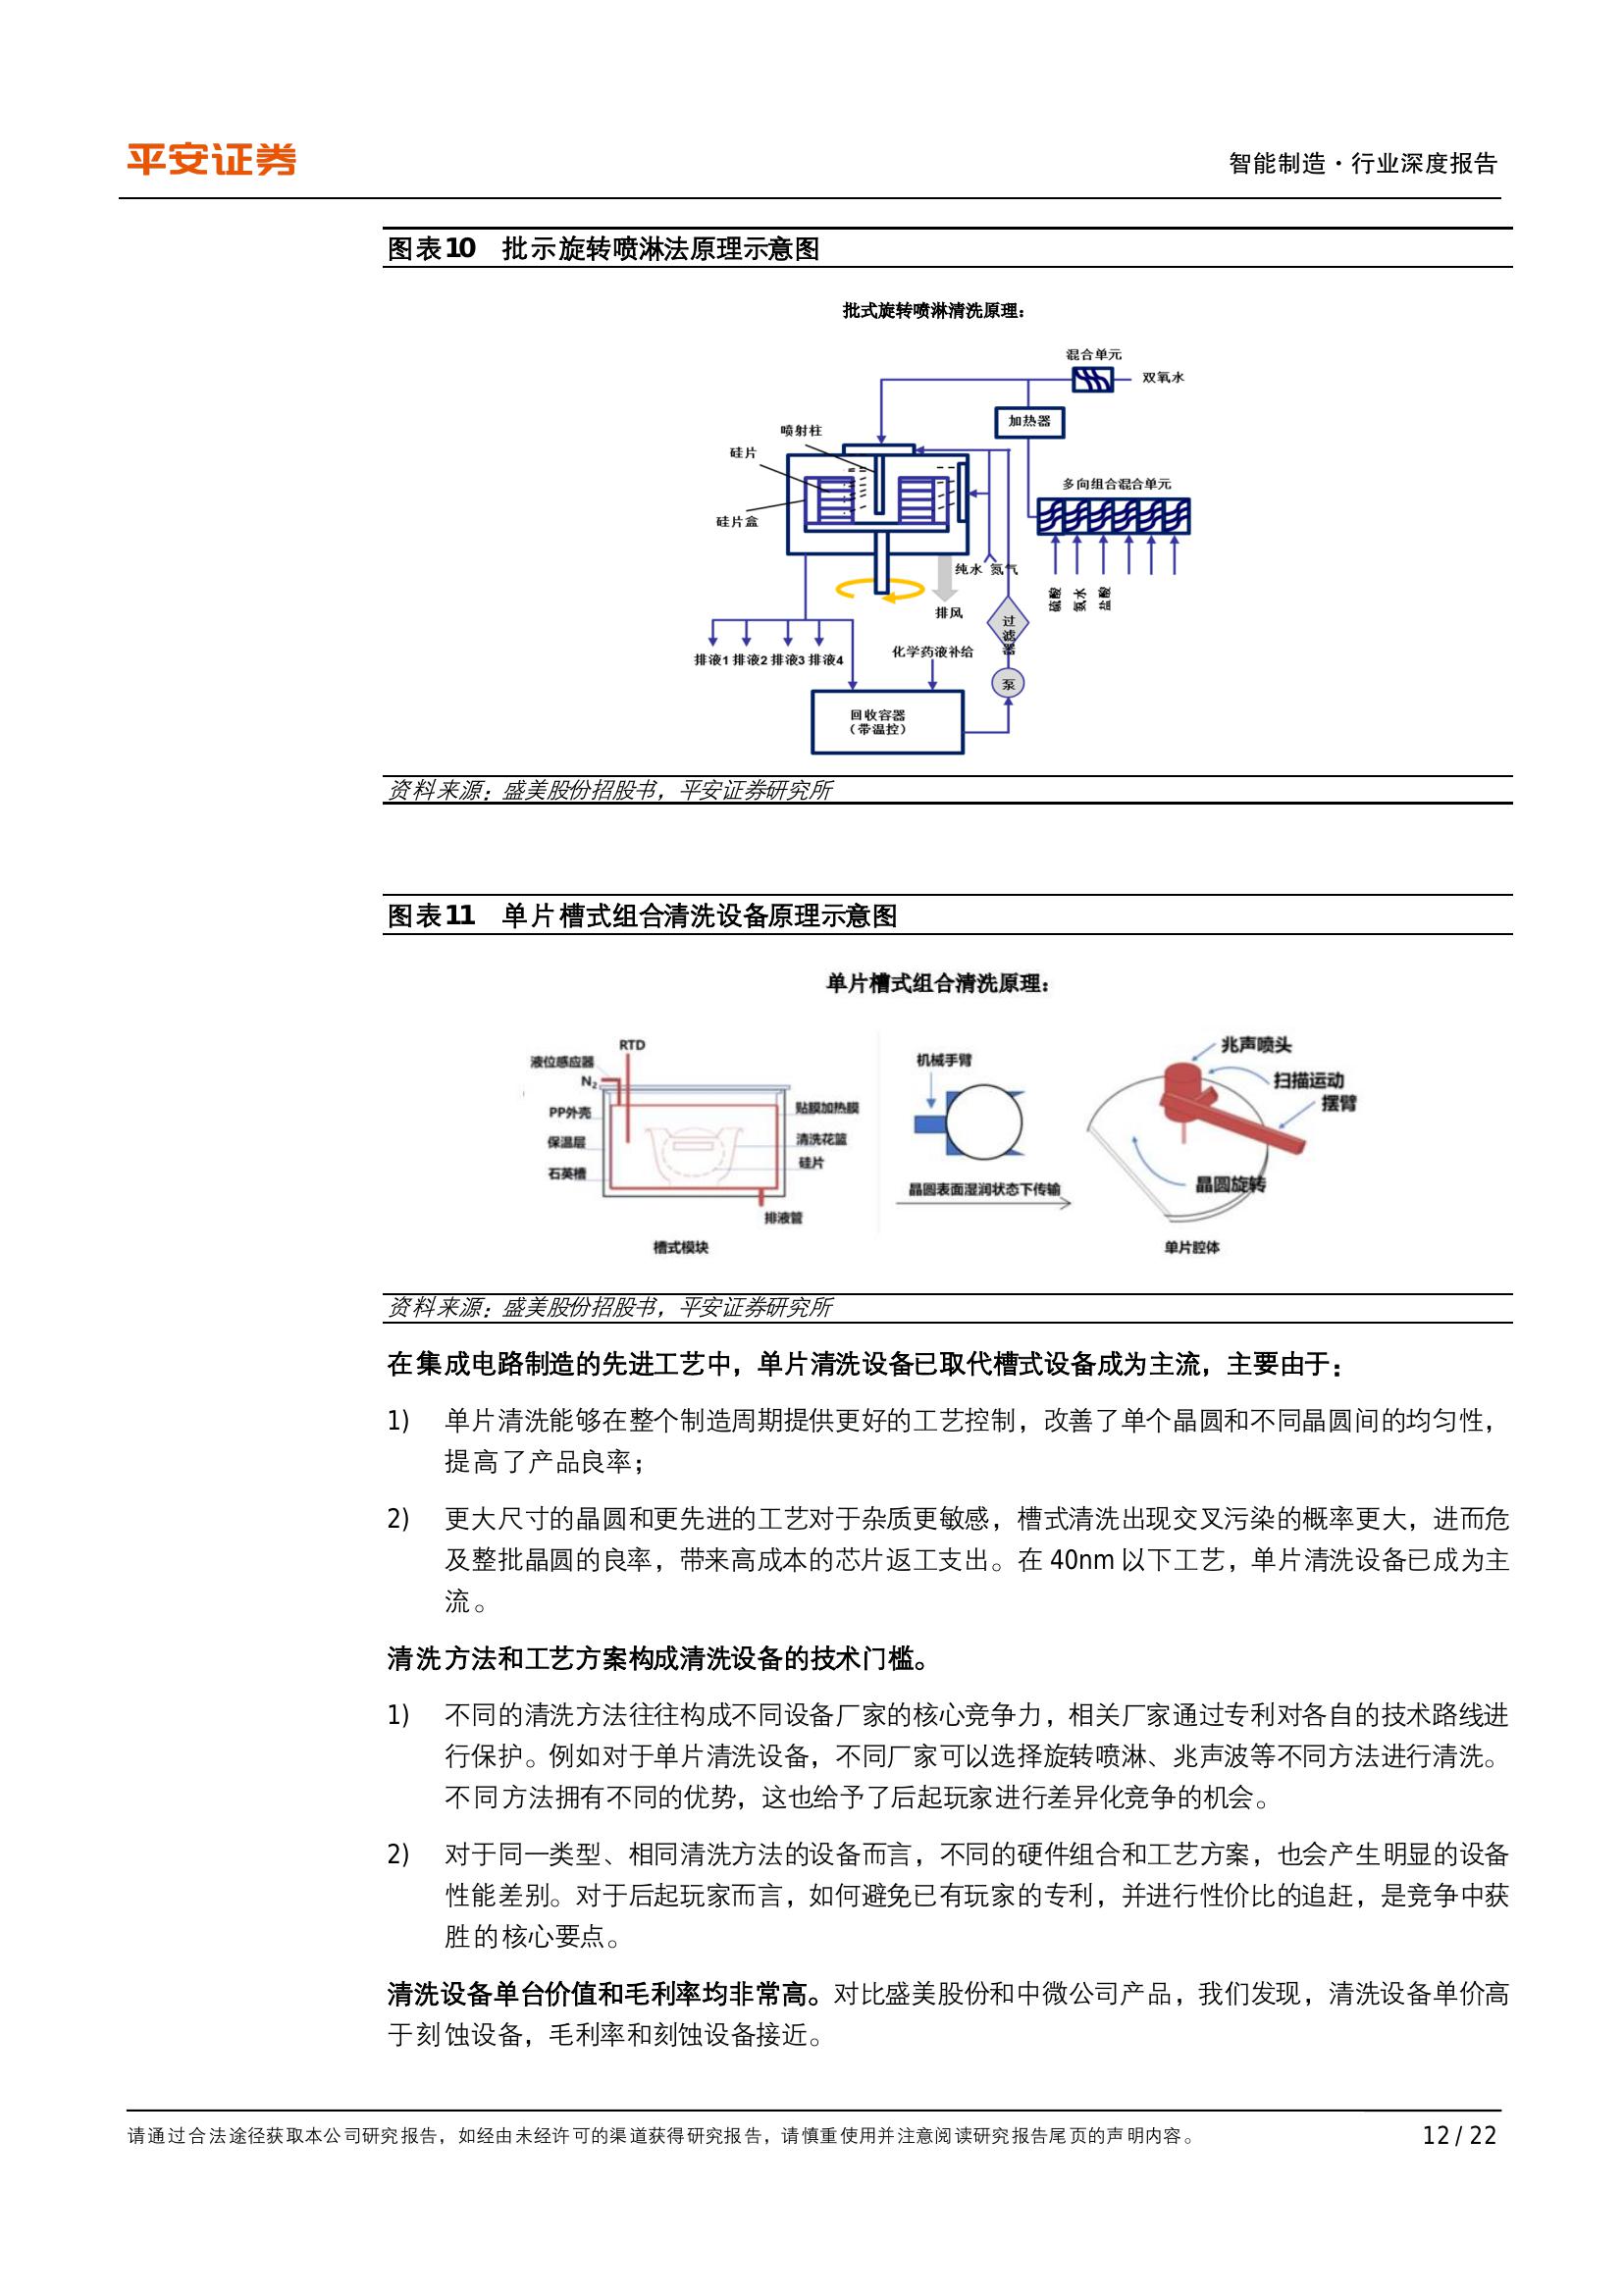 平安证券
智能制造·行业深度报告
图表10 批示旋转喷淋法原理示意图
批式旋转喷淋清洗原理：
混合单元
双氧水
加热器
喷射柱
硅片
多向组合混合单元
硅片盒
纯水 氮气
硫酸
氨水
盐酸
排风
过滤器
化学药液补给
排液1 排液2 排液3 排液4
泵
回收容器
（带温控）
资料来源：盛美股份招股书，平安证券研究所
图表11 单片槽式组合清洗设备原理示意图
单片槽式组合清洗原理：
RTD
液位感应器
N2
PP外壳
保温层
石英槽
贴膜加热膜
清洗花篮
硅片
排液管
槽式模块
机械手臂
晶圆表面湿润状态下传输
兆声喷头
扫描运动
摆臂
晶圆旋转
单片腔体
资料来源：盛美股份招股书，平安证券研究所
在集成电路制造的先进工艺中，单片清洗设备已取代槽式设备成为主流，主要由于：
1) 单片清洗能够在整个制造周期提供更好的工艺控制，改善了单个晶圆和不同晶圆间的均匀性，
提高了产品良率；
2) 更大尺寸的晶圆和更先进的工艺对于杂质更敏感，槽式清洗出现交叉污染的概率更大，进而危
及整批晶圆的良率，带来高成本的芯片返工支出。在 40nm 以下工艺，单片清洗设备已成为主
流。
清洗方法和工艺方案构成清洗设备的技术门槛。
1) 不同的清洗方法往往构成不同设备厂家的核心竞争力，相关厂家通过专利对各自的技术路线进
行保护。例如对于单片清洗设备，不同厂家可以选择旋转喷淋、兆声波等不同方法进行清洗。
不同方法拥有不同的优势，这也给予了后起玩家进行差异化竞争的机会。
2) 对于同一类型、相同清洗方法的设备而言，不同的硬件组合和工艺方案，也会产生明显的设备
性能差别。对于后起玩家而言，如何避免已有玩家的专利，并进行性价比的追赶，是竞争中获
胜的核心要点。
清洗设备单台价值和毛利率均非常高。对比盛美股份和中微公司产品，我们发现，清洗设备单价高
于刻蚀设备，毛利率和刻蚀设备接近。
请通过合法途径获取本公司研究报告，如经由未经许可的渠道获得研究报告，请慎重使用并注意阅读研究报告尾页的声明内容。
12 / 22